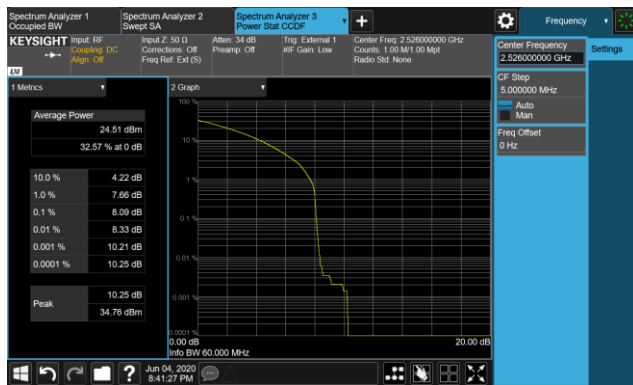 Spectrum Analyzer 1
Occupied BW
Spectrum Analyzer 2
Swept SA
Spectrum Analyzer 3
Power Stat CCDF
Frequency
KEYSIGHT
Input: RF
Coupling: DC
Align: Off
Input Z: 50 Ω
Corrections: Off
Freq Ref: Ext (S)
Atten: 34 dB
Preamp: Off
Trig: External 1
#IF Gain: Low
Center Freq: 2.526000000 GHz
Counts: 1.00 M/1.00 Mpt
Radio Std: None
LXI
Center Frequency
2.526000000 GHz
Settings
CF Step
5.000000 MHz
Auto
Man
Freq Offset
0 Hz
1 Metrics
Average Power
24.51 dBm
32.57 % at 0 dB
10.0 % 4.22 dB
1.0 % 7.66 dB
0.1 % 8.09 dB
0.01 % 8.33 dB
0.001 % 10.21 dB
0.0001 % 10.25 dB
Peak
10.25 dB
34.76 dBm
2 Graph
100 %
10 %
1 %
0.1 %
0.01 %
0.001 %
0.0001 %
0.00 dB
20.00 dB
Info BW 60.000 MHz
?
Jun 04, 2020
8:41:27 PM